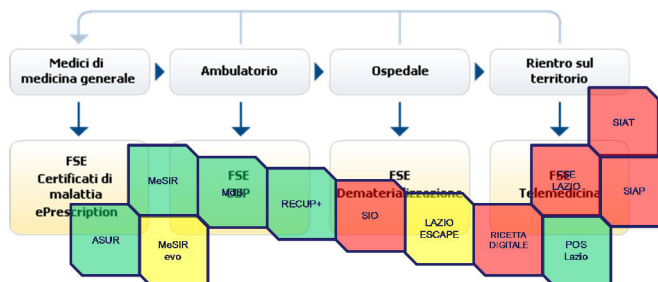 Medici di
medicina generale
Ambulatorio
Ospedale
Rientro sul
territorio
SIAT
FSE
Certificati di
malattia
ePrescription
MeSIR
FSE
CUP
RECUP+
FSE
Dematerializzazione
SIO
LAZIO
ESCAPE
FSE
Telemedicina
LAZIO
SIAP
ASUR
MeSIR
evo
RICETTA
DIGITALE
POS
Lazio